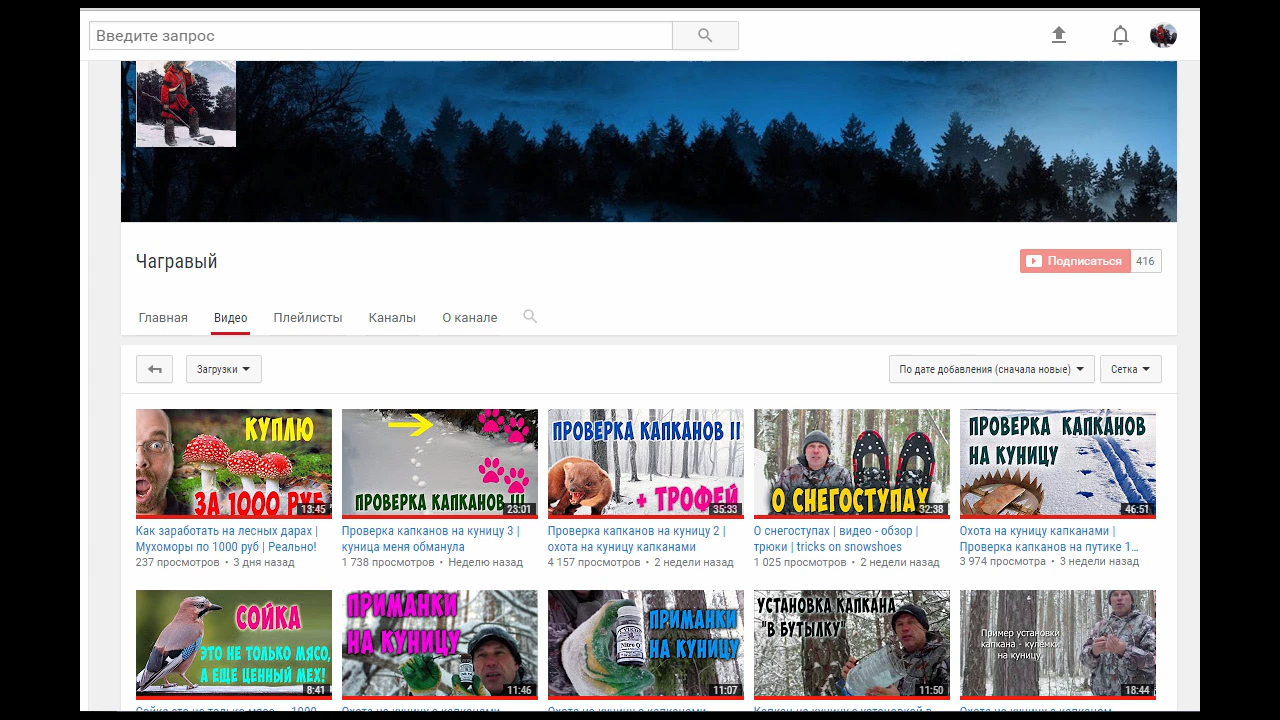 Введите запрос
Чагравый
Подписаться 416
Главная Видео Плейлисты Каналы О канале
Загрузки
По дате добавления (сначала новые) Сетка
КУПЛЮ
ЗА 1000 РУБ
13:45
Как заработать на лесных дарах |
Мухоморы по 1000 руб | Реально!
237 просмотров • 3 дня назад
ПРОВЕРКА КАПКАНОВ III
23:01
Проверка капканов на куницу 3 |
куница меня обманула
1 738 просмотров • Неделю назад
ПРОВЕРКА КАПКАНОВ II
+ ТРОФЕЙ
35:33
Проверка капканов на куницу 2 |
охота на куницу капканами
4 157 просмотров • 2 недели назад
О СНЕГОСТУПАХ
32:38
О снегоступах | видео - обзор |
трюки | tricks on snowshoes
1 025 просмотров • 2 недели назад
ПРОВЕРКА КАПКАНОВ
НА КУНИЦУ
46:51
Охота на куницу капканами |
Проверка капканов на путике 1...
3 974 просмотра • 3 недели назад
СОЙКА
ЭТО НЕ ТОЛЬКО МЯСО,
А ЕЩЕ ЦЕННЫЙ МЕХ!
8:41
ПРИМАНКИ
НА КУНИЦУ
11:46
ПРИМАНКИ
НА КУНИЦУ
11:07
УСТАНОВКА КАПКАНА
"В БУТЫЛКУ"
11:50
Пример установки
капкана - кулёмки
на куницу.
18:44